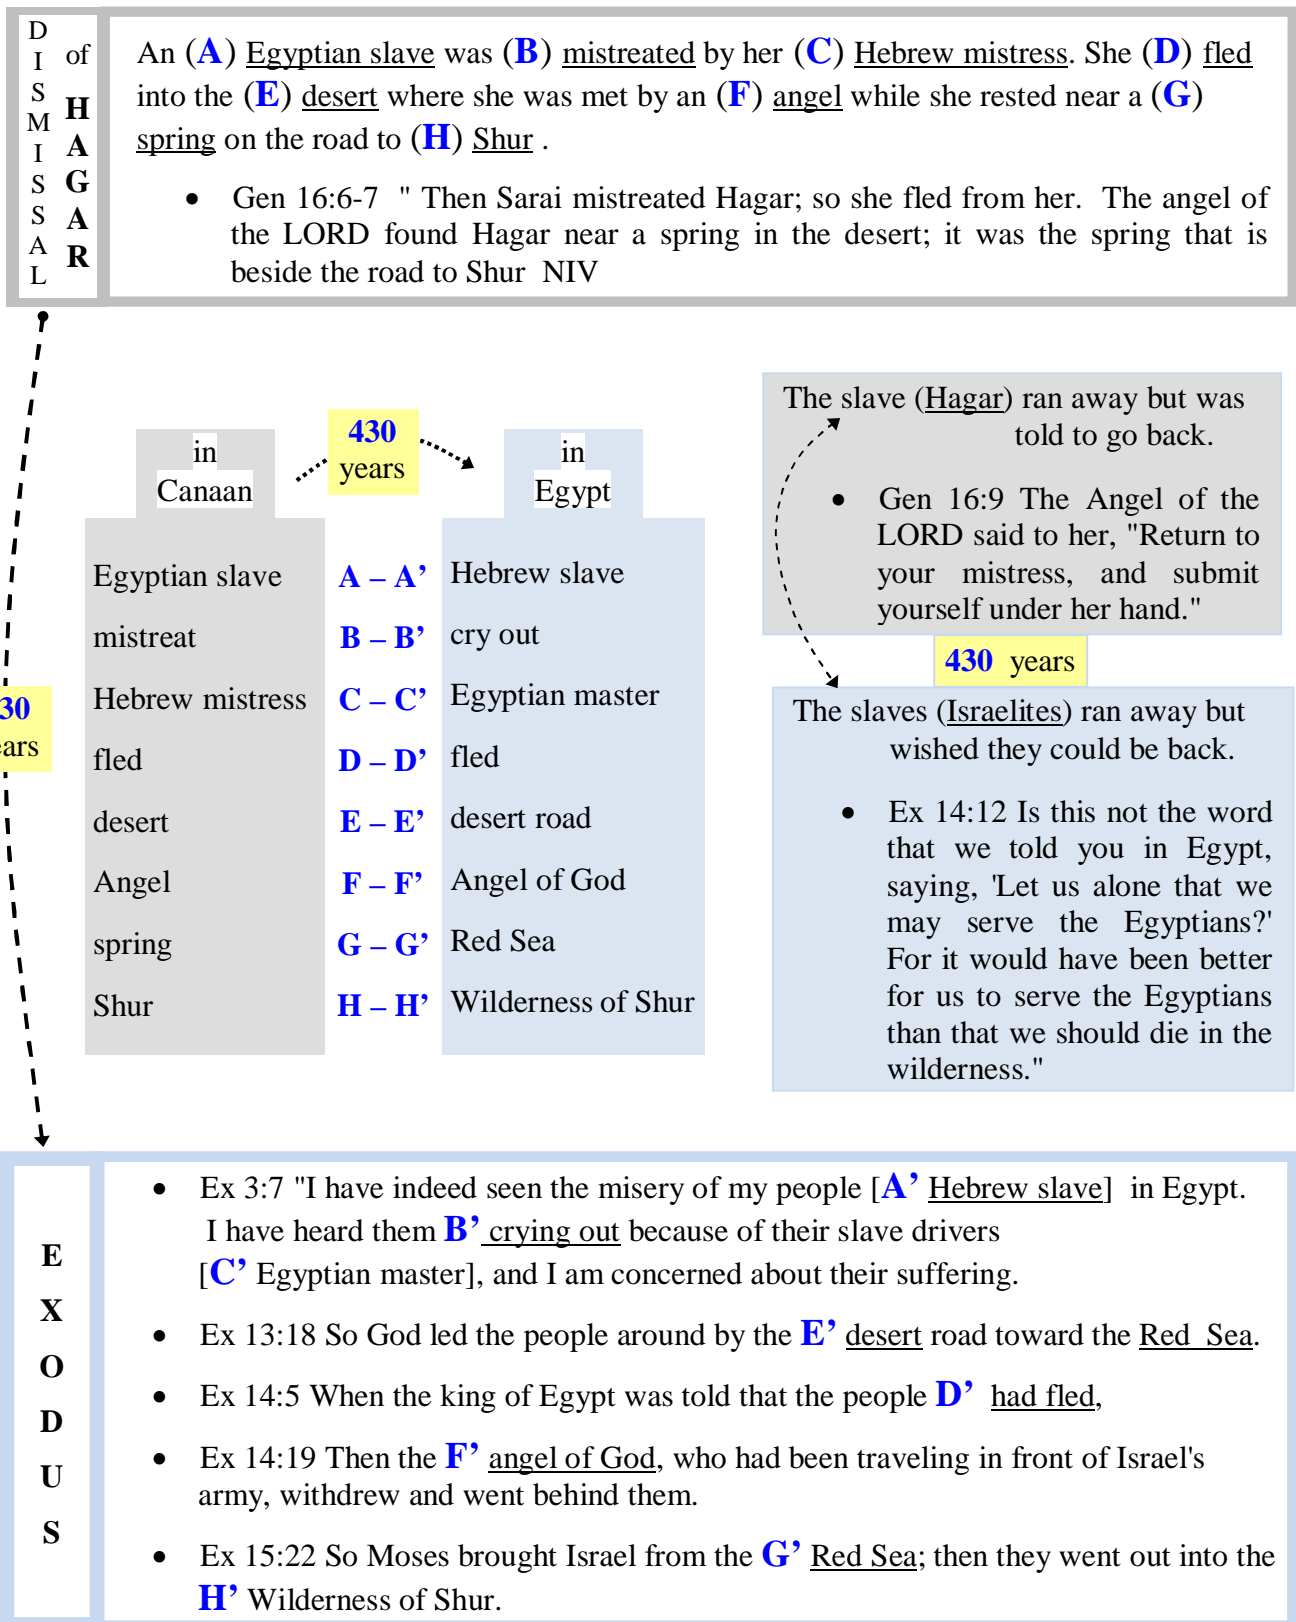 DISMISSAL
of
HAGAR
An (A) Egyptian slave was (B) mistreated by her (C) Hebrew mistress. She (D) fled
into the (E) desert where she was met by an (F) angel while she rested near a (G)
spring on the road to (H) Shur .
• Gen 16:6-7 " Then Sarai mistreated Hagar; so she fled from her. The angel of
the LORD found Hagar near a spring in the desert; it was the spring that is
beside the road to Shur NIV
in
Canaan
430
years
in
Egypt
Egyptian slave A – A’ Hebrew slave
mistreat B – B’ cry out
Hebrew mistress C – C’ Egyptian master
fled D – D’ fled
desert E – E’ desert road
Angel F – F’ Angel of God
spring G – G’ Red Sea
Shur H – H’ Wilderness of Shur
30
ears
The slave (Hagar) ran away but was
told to go back.
• Gen 16:9 The Angel of the
LORD said to her, "Return to
your mistress, and submit
yourself under her hand."
430 years
The slaves (Israelites) ran away but
wished they could be back.
• Ex 14:12 Is this not the word
that we told you in Egypt,
saying, 'Let us alone that we
may serve the Egyptians?'
For it would have been better
for us to serve the Egyptians
than that we should die in the
wilderness."
EXODUS
• Ex 3:7 "I have indeed seen the misery of my people [A’ Hebrew slave] in Egypt.
I have heard them B’ crying out because of their slave drivers
[C’ Egyptian master], and I am concerned about their suffering.
• Ex 13:18 So God led the people around by the E’ desert road toward the Red Sea.
• Ex 14:5 When the king of Egypt was told that the people D’ had fled,
• Ex 14:19 Then the F’ angel of God, who had been traveling in front of Israel's
army, withdrew and went behind them.
• Ex 15:22 So Moses brought Israel from the G’ Red Sea; then they went out into the
H’ Wilderness of Shur.